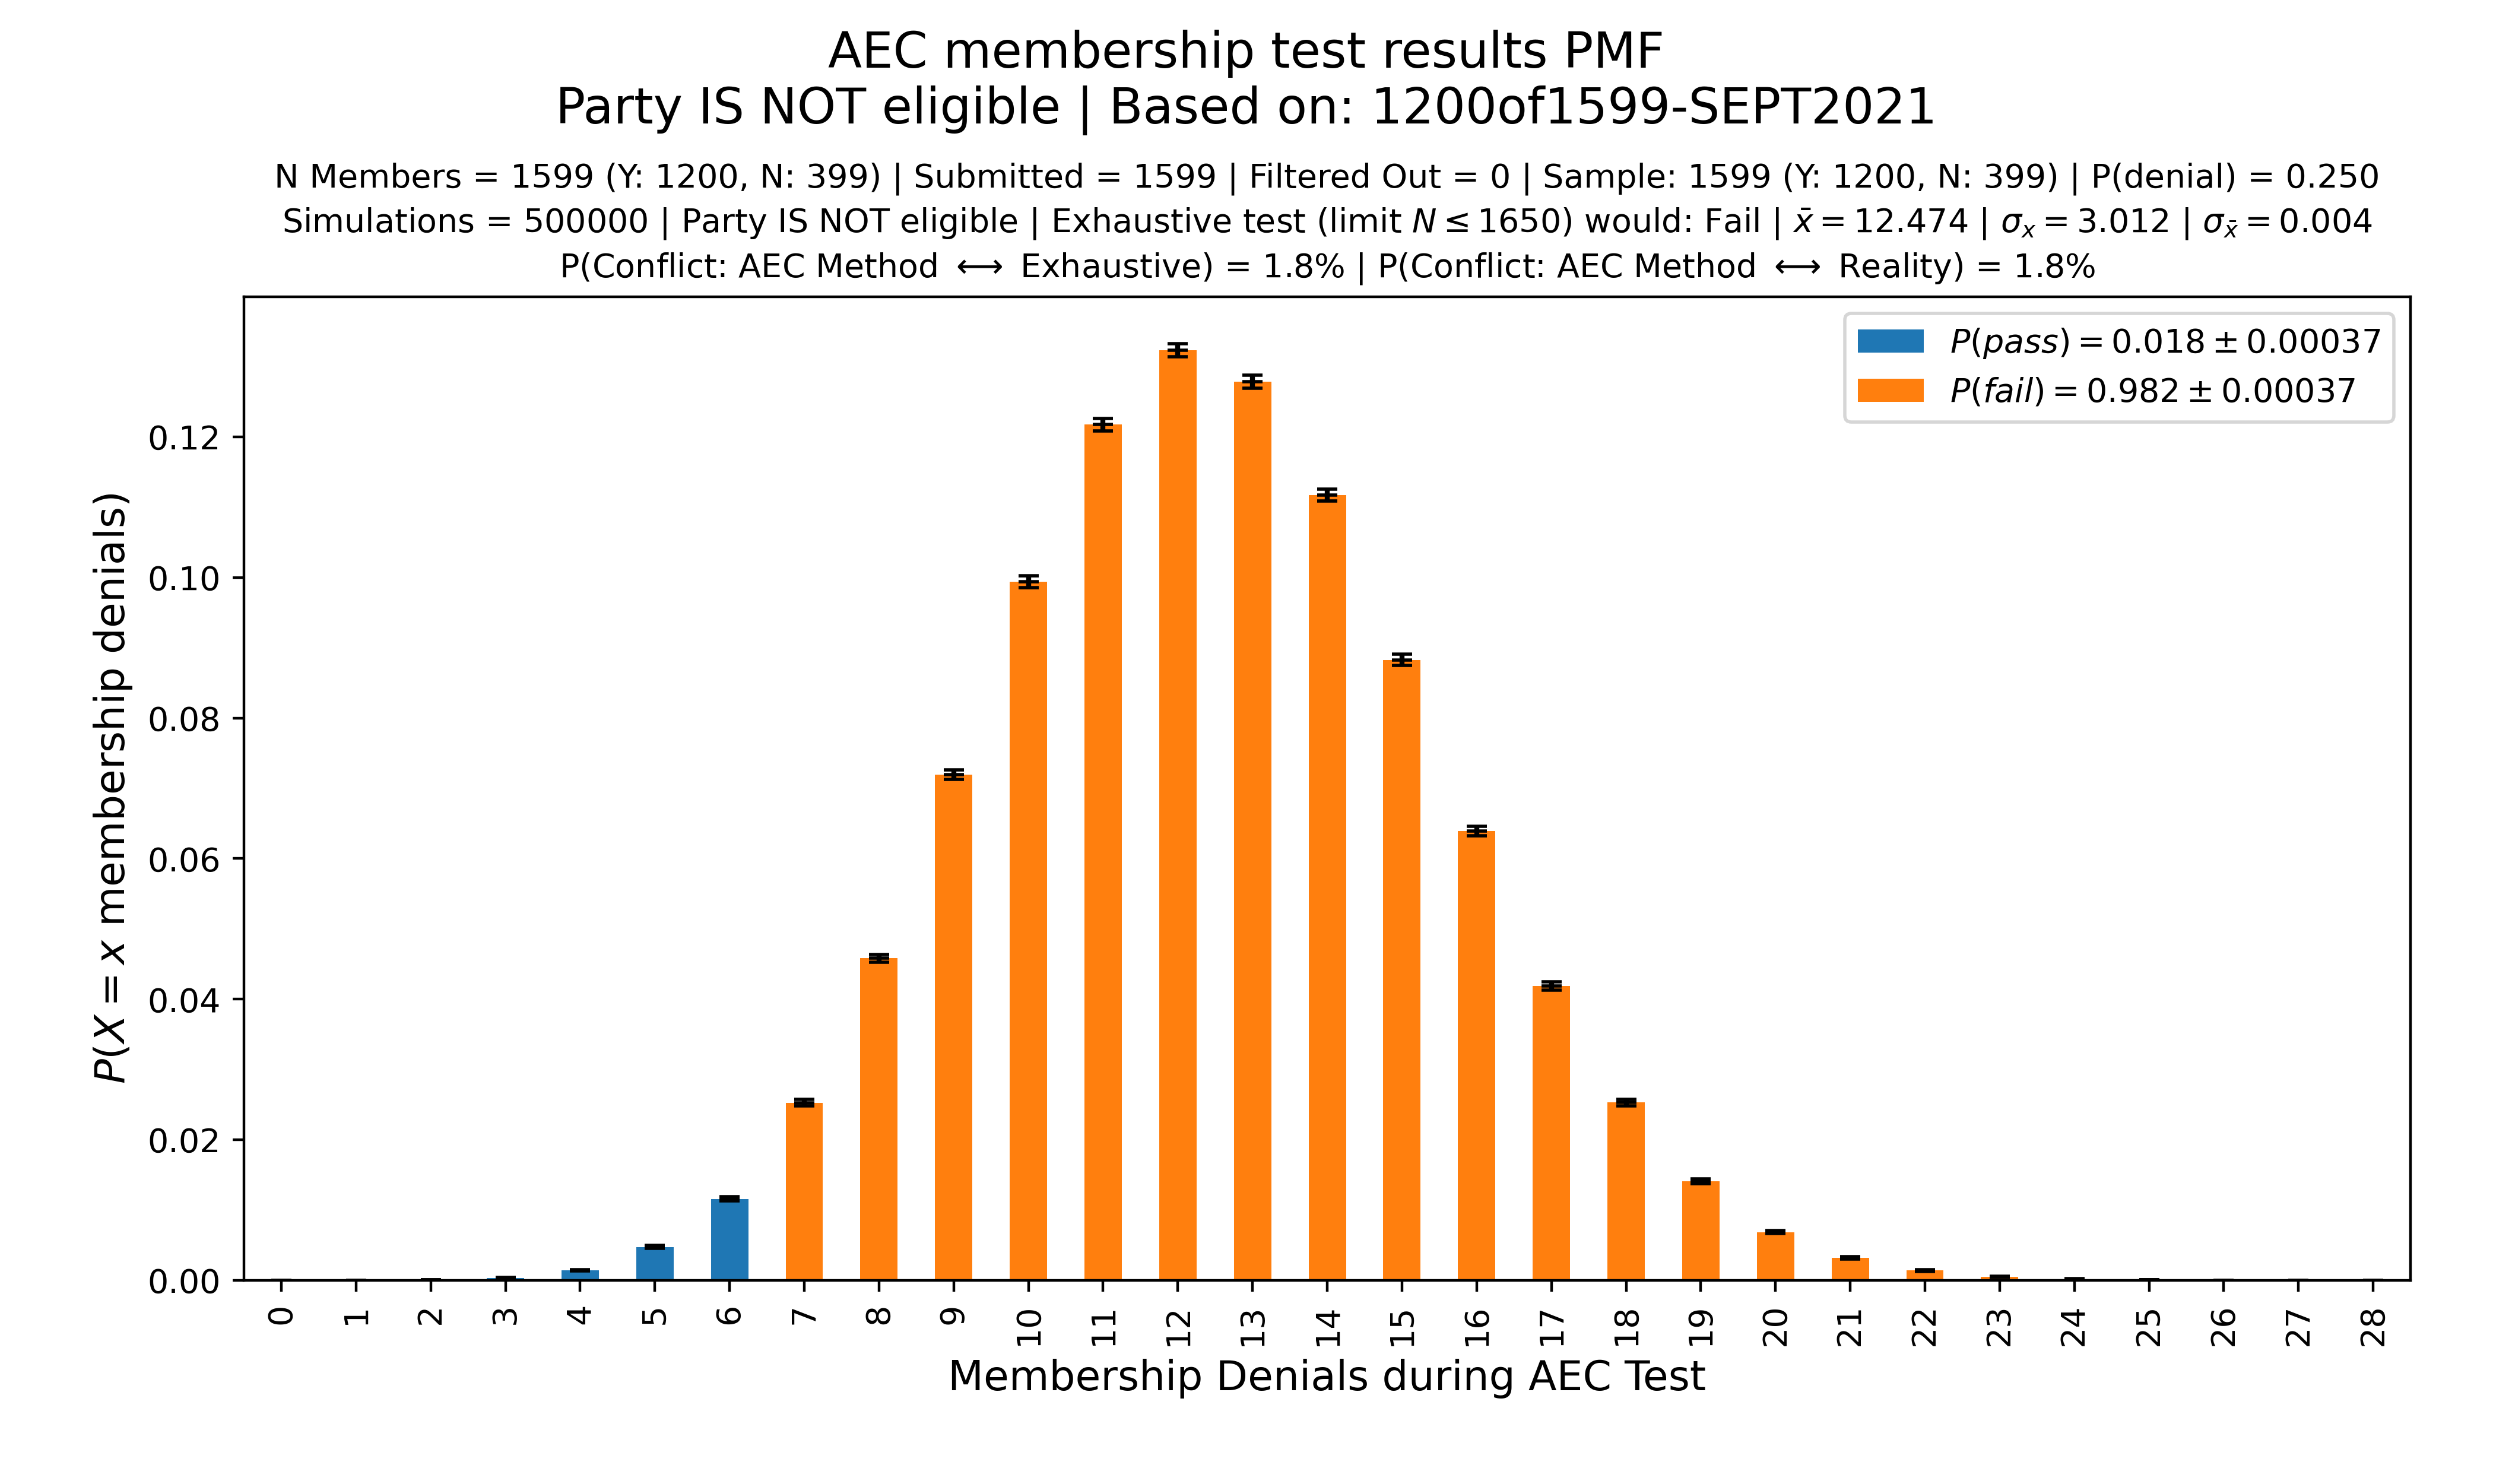 AEC membership test results PMF
Party IS NOT eligible | Based on: 1200of1599-SEPT2021
N Members = 1599 (Y: 1200, N: 399) | Submitted = 1599 | Filtered Out = 0 | Sample: 1599 (Y: 1200, N: 399) | P(denial) = 0.250
Simulations = 500000 | Party IS NOT eligible | Exhaustive test (limit N ≤ 1650) would: Fail | x̄ = 12.474 | σₓ = 3.012 | σ_x̄ = 0.004
P(Conflict: AEC Method ⟷ Exhaustive) = 1.8% | P(Conflict: AEC Method ⟷ Reality) = 1.8%
P(pass) = 0.018 ± 0.00037
P(fail) = 0.982 ± 0.00037
P(X = x membership denials)
0.12
0.10
0.08
0.06
0.04
0.02
0.00
0 1 2 3 4 5 6 7 8 9 10 11 12 13 14 15 16 17 18 19 20 21 22 23 24 25 26 27 28
Membership Denials during AEC Test